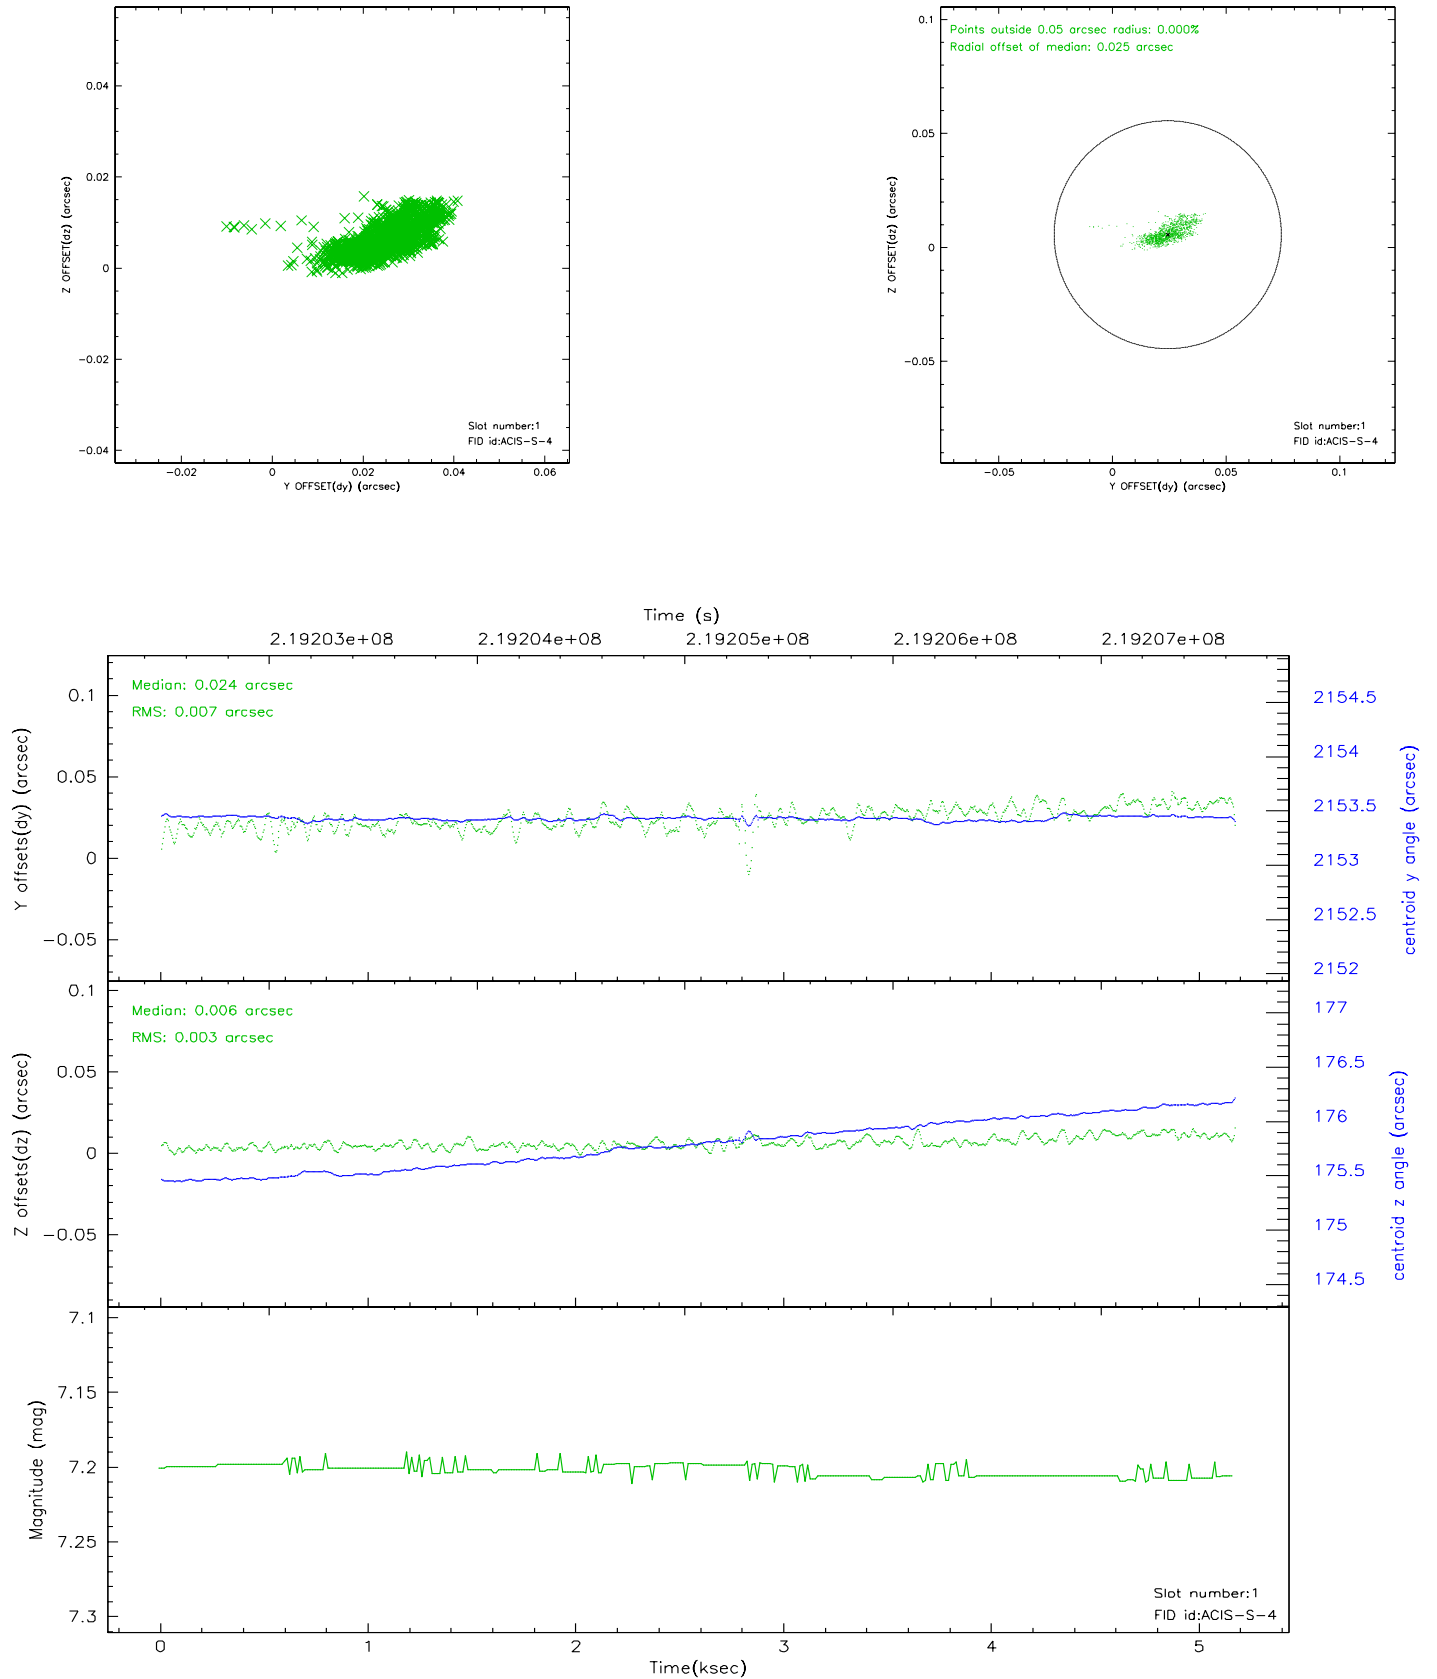 0.04
0.02
0
−0.02
−0.04
Z OFFSET(dz) (arcsec)
Slot number:1
FID id:ACIS−S−4
−0.02 0 0.02 0.04 0.06
Y OFFSET(dy) (arcsec)
Points outside 0.05 arcsec radius: 0.000%
Radial offset of median: 0.025 arcsec
0.1
0.05
0
−0.05
Z OFFSET(dz) (arcsec)
Slot number:1
FID id:ACIS−S−4
−0.05 0 0.05 0.1
Y OFFSET(dy) (arcsec)
Time (s)
2.19203e+08 2.19204e+08 2.19205e+08 2.19206e+08 2.19207e+08
Median: 0.024 arcsec
RMS: 0.007 arcsec
0.1
0.05
0
−0.05
Y offsets(dy) (arcsec)
2154.5
2154
2153.5
2153
2152.5
2152
centroid y angle (arcsec)
Median: 0.006 arcsec
RMS: 0.003 arcsec
0.1
0.05
0
−0.05
Z offsets(dz) (arcsec)
177
176.5
176
175.5
175
174.5
centroid z angle (arcsec)
7.1
7.15
7.2
7.25
7.3
Magnitude (mag)
Slot number:1
FID id:ACIS−S−4
0 1 2 3 4 5
Time(ksec)